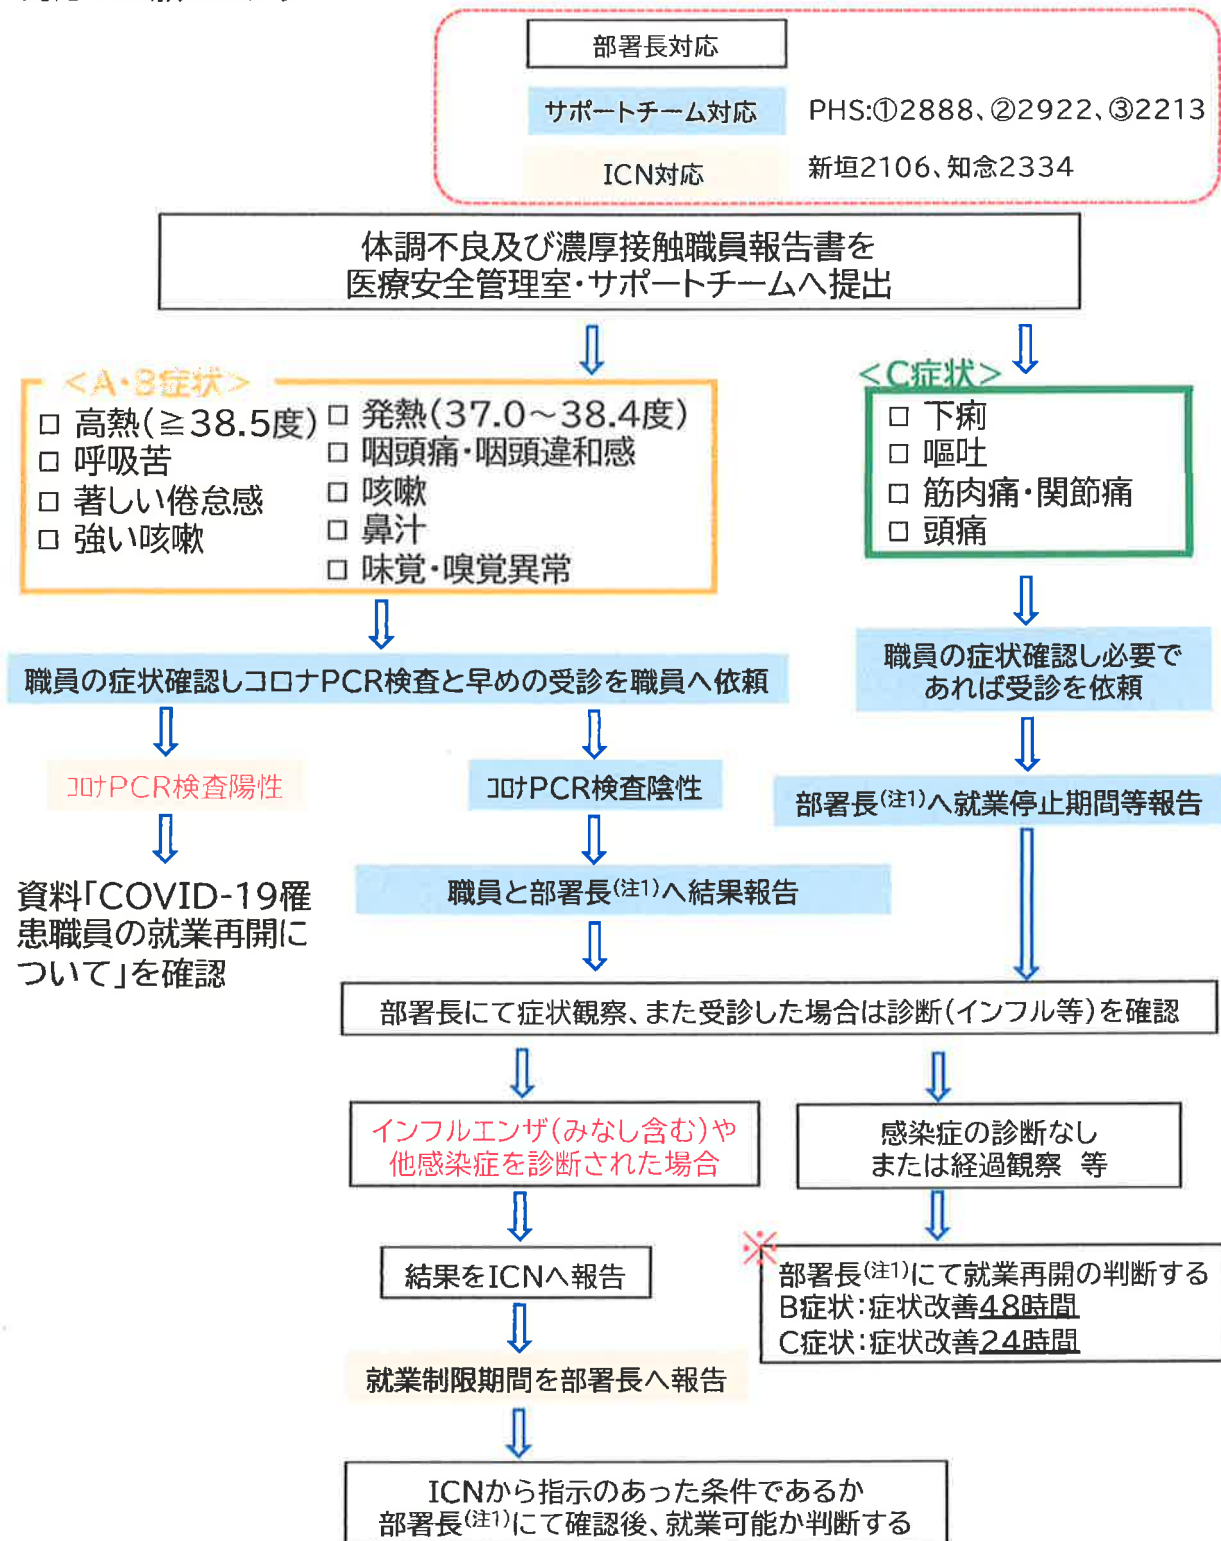 部署長対応
サポートチーム対応 PHS:①2888、②2922、③2213
ICN対応 新垣2106、知念2334
体調不良及び濃厚接触職員報告書を
医療安全管理室・サポートチームへ提出
<A・B症状>
□ 高熱(≧38.5度)
□ 呼吸苦
□ 著しい倦怠感
□ 強い咳嗽
□ 発熱(37.0～38.4度)
□ 咽頭痛・咽頭違和感
□ 咳嗽
□ 鼻汁
□ 味覚・嗅覚異常
<C症状>
□ 下痢
□ 嘔吐
□ 筋肉痛・関節痛
□ 頭痛
職員の症状確認しコロナPCR検査と早めの受診を職員へ依頼
職員の症状確認し必要で
あれば受診を依頼
コロナPCR検査陽性
コロナPCR検査陰性
部署長(注1)へ就業停止期間等報告
資料「COVID-19罹
患職員の就業再開に
ついて」を確認
職員と部署長(注1)へ結果報告
部署長にて症状観察、また受診した場合は診断(インフル等)を確認
インフルエンザ(みなし含む)や
他感染症を診断された場合
感染症の診断なし
または経過観察 等
結果をICNへ報告
※
部署長(注1)にて就業再開の判断する
B症状:症状改善48時間
C症状:症状改善24時間
就業制限期間を部署長へ報告
ICNから指示のあった条件であるか
部署長(注1)にて確認後、就業可能か判断する